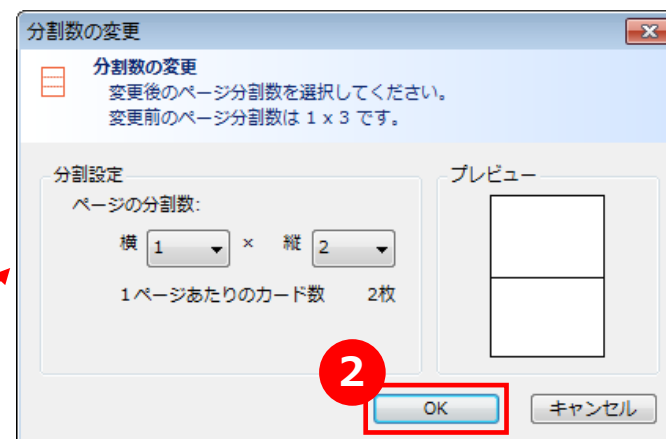 分割数の変更
分割数の変更
変更後のページ分割数を選択してください。
変更前のページ分割数は 1 x 3 です。
分割設定
プレビュー
ページの分割数:
横 1 × 縦 2
1ページあたりのカード数 2枚
2
OK キャンセル